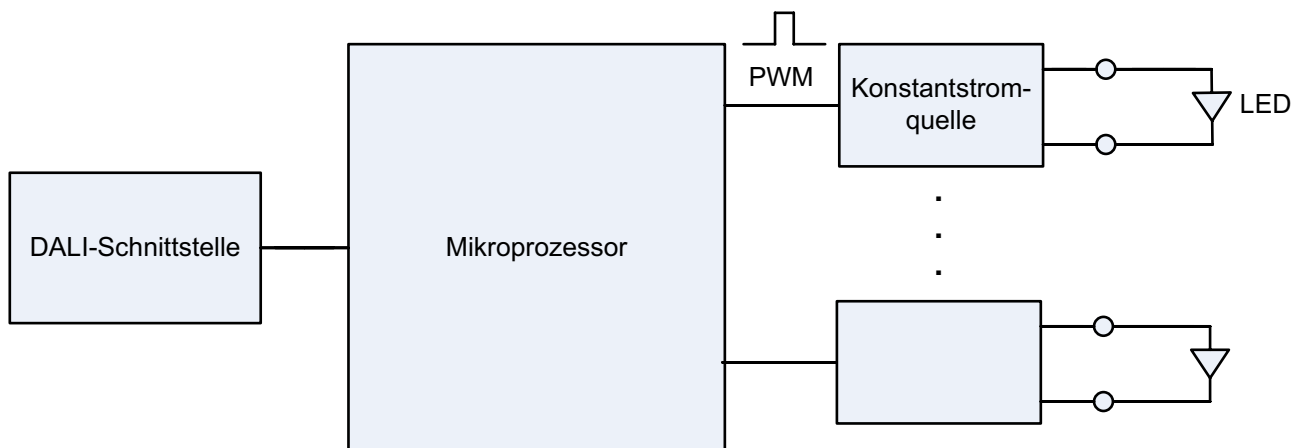 PWM
Konstantstrom-
quelle
LED
DALI-Schnittstelle
Mikroprozessor